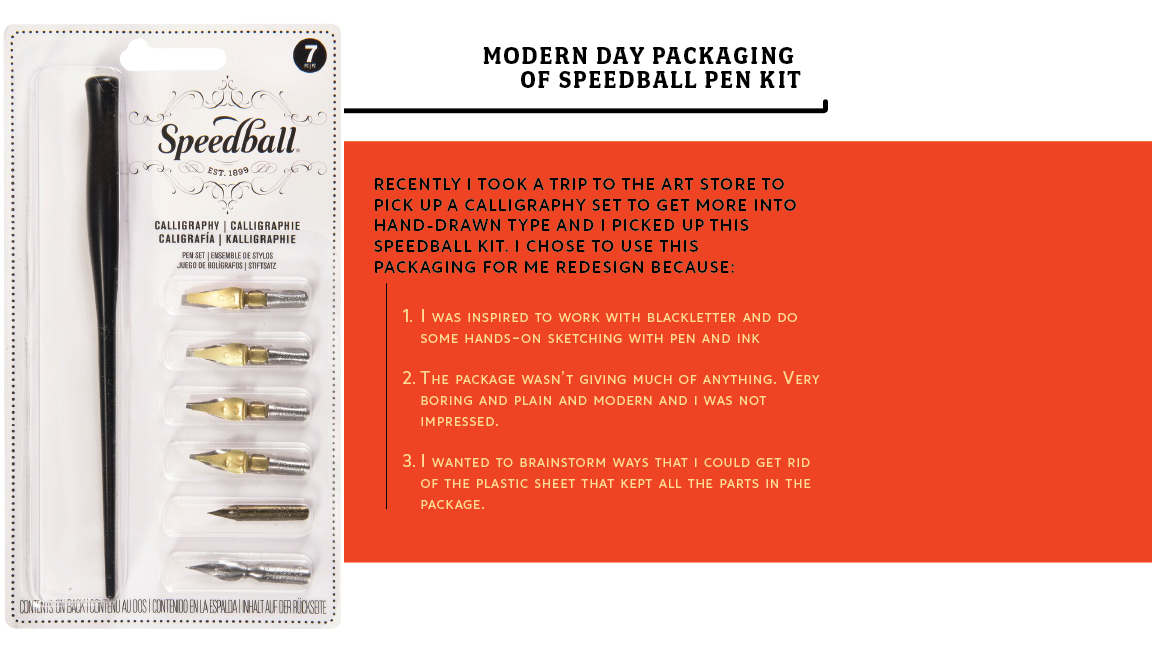 7
PC | PC
Speedball®
EST. 1899
CALLIGRAPHY | CALLIGRAPHIE
CALIGRAFÍA | KALLIGRAPHIE
PEN SET | ENSEMBLE DE STYLOS
JUEGO DE BOLÍGRAFOS | STIFTSATZ
CONTENTS ON BACK | CONTENU AU DOS | CONTENIDO EN LA ESPALDA | INHALT AUF DER RÜCKSEITE
MODERN DAY PACKAGING
OF SPEEDBALL PEN KIT
RECENTLY I TOOK A TRIP TO THE ART STORE TO
PICK UP A CALLIGRAPHY SET TO GET MORE INTO
HAND-DRAWN TYPE AND I PICKED UP THIS
SPEEDBALL KIT. I CHOSE TO USE THIS
PACKAGING FOR ME REDESIGN BECAUSE:
1. I WAS INSPIRED TO WORK WITH BLACKLETTER AND DO
SOME HANDS-ON SKETCHING WITH PEN AND INK
2. THE PACKAGE WASN'T GIVING MUCH OF ANYTHING. VERY
BORING AND PLAIN AND MODERN AND I WAS NOT
IMPRESSED.
3. I WANTED TO BRAINSTORM WAYS THAT I COULD GET RID
OF THE PLASTIC SHEET THAT KEPT ALL THE PARTS IN THE
PACKAGE.